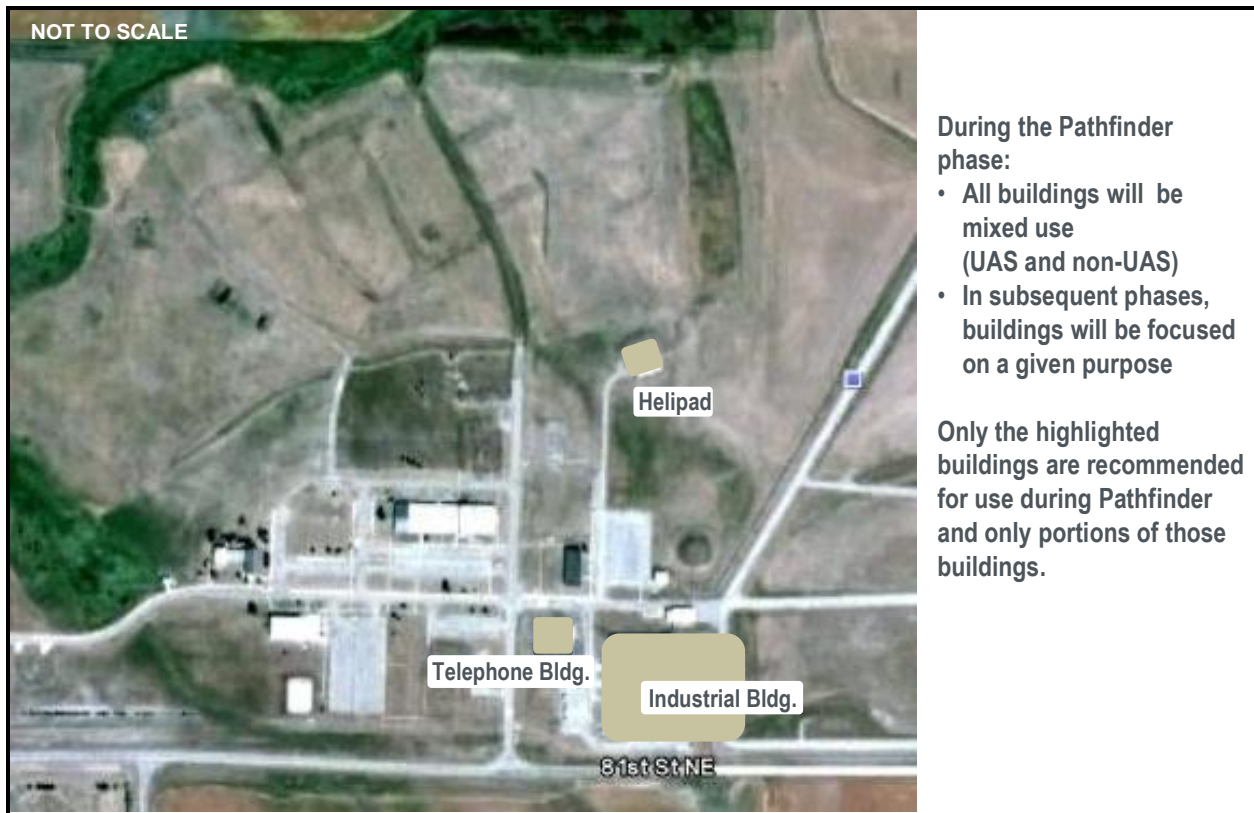 NOT TO SCALE
During the Pathfinder
phase:
• All buildings will be
mixed use
(UAS and non-UAS)
• In subsequent phases,
buildings will be focused
on a given purpose
Only the highlighted
buildings are recommended
for use during Pathfinder
and only portions of those
buildings.
Helipad
Telephone Bldg.
Industrial Bldg.
81st St NE